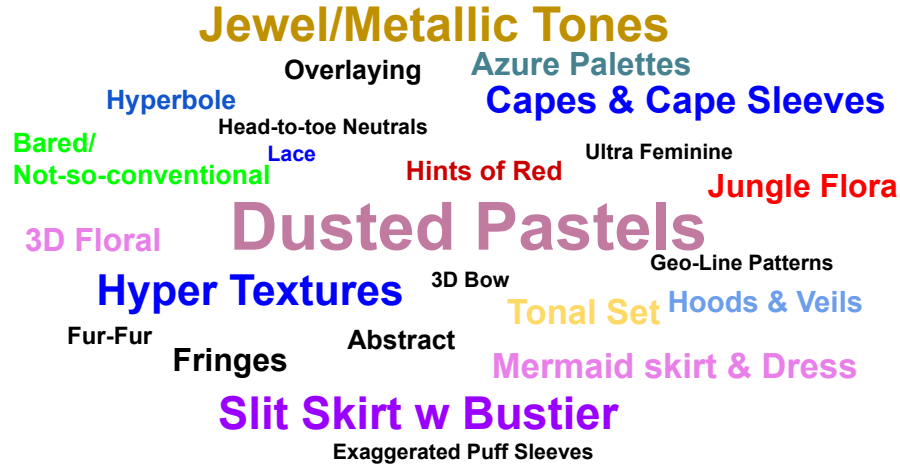 Jewel/Metallic Tones
Overlaying
Azure Palettes
Hyperbole
Capes & Cape Sleeves
Head-to-toe Neutrals
Bared/
Not-so-conventional
Lace
Ultra Feminine
Hints of Red
Jungle Flora
Dusted Pastels
3D Floral
Geo-Line Patterns
Hyper Textures
3D Bow
Tonal Set
Hoods & Veils
Fur-Fur
Abstract
Fringes
Mermaid skirt & Dress
Slit Skirt w Bustier
Exaggerated Puff Sleeves